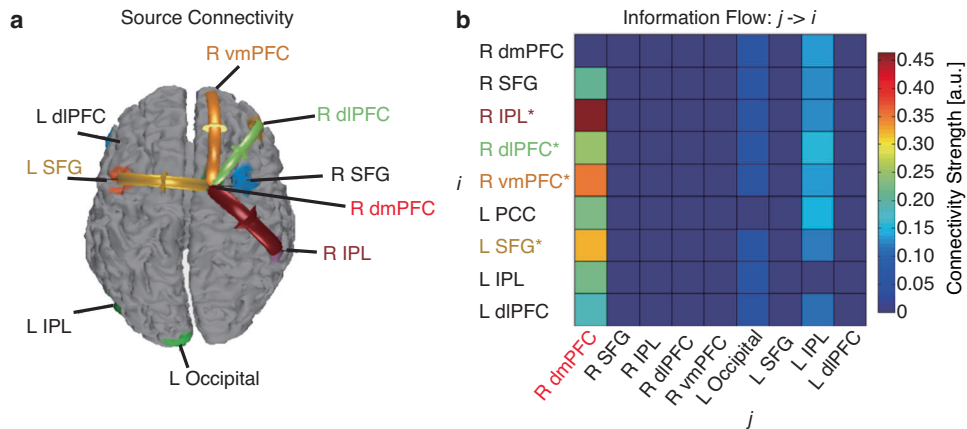 a
Source Connectivity
R vmPFC
L dlPFC
R dlPFC
L SFG
R SFG
R dmPFC
R IPL
L IPL
L Occipital
b
Information Flow: j -> i
R dmPFC
R SFG
R IPL*
R dlPFC*
R vmPFC*
L PCC
L SFG*
L IPL
L dlPFC
i
R dmPFC
R SFG
R IPL
R dlPFC
R vmPFC
L Occipital
L SFG
L IPL
L dlPFC
j
0.45
0.40
0.35
0.30
0.25
0.20
0.15
0.10
0.05
0
Connectivity Strength [a.u.]